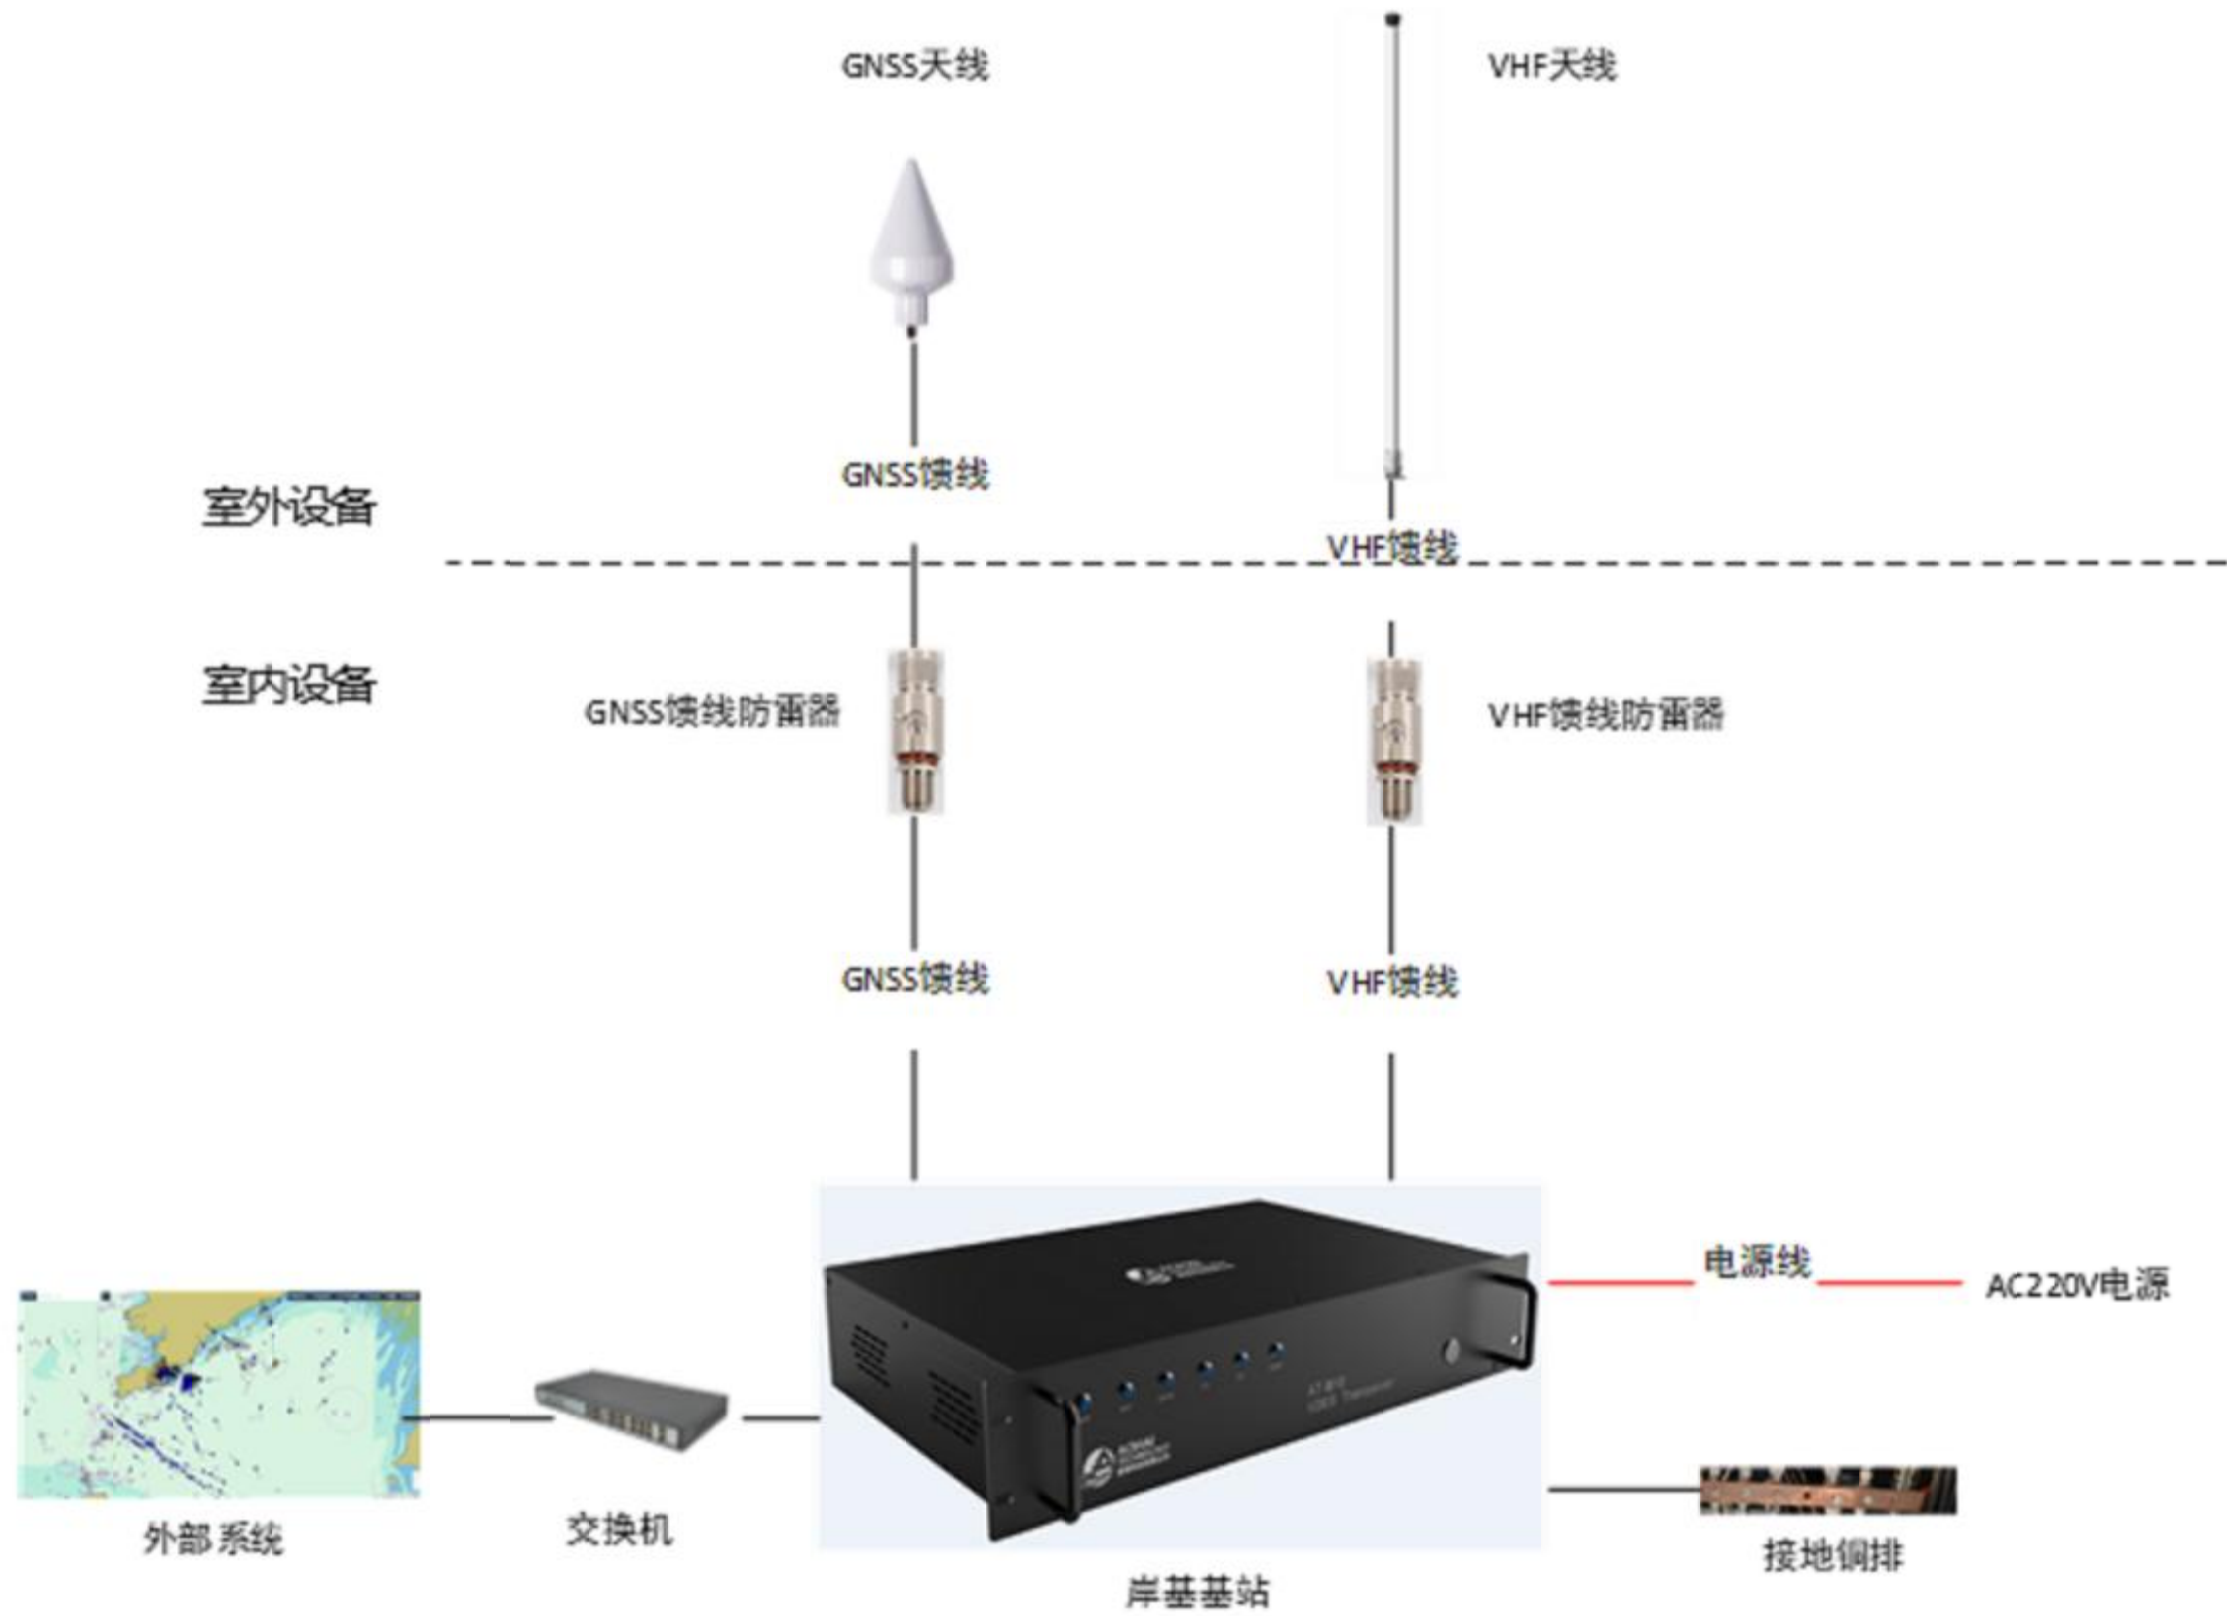 GNSS天线
VHF天线
GNSS馈线
室外设备
VHF馈线
室内设备
GNSS馈线防雷器
VHF馈线防雷器
GNSS馈线
VHF馈线
电源线
AC220V电源
外部系统
交换机
接地铜排
岸基基站